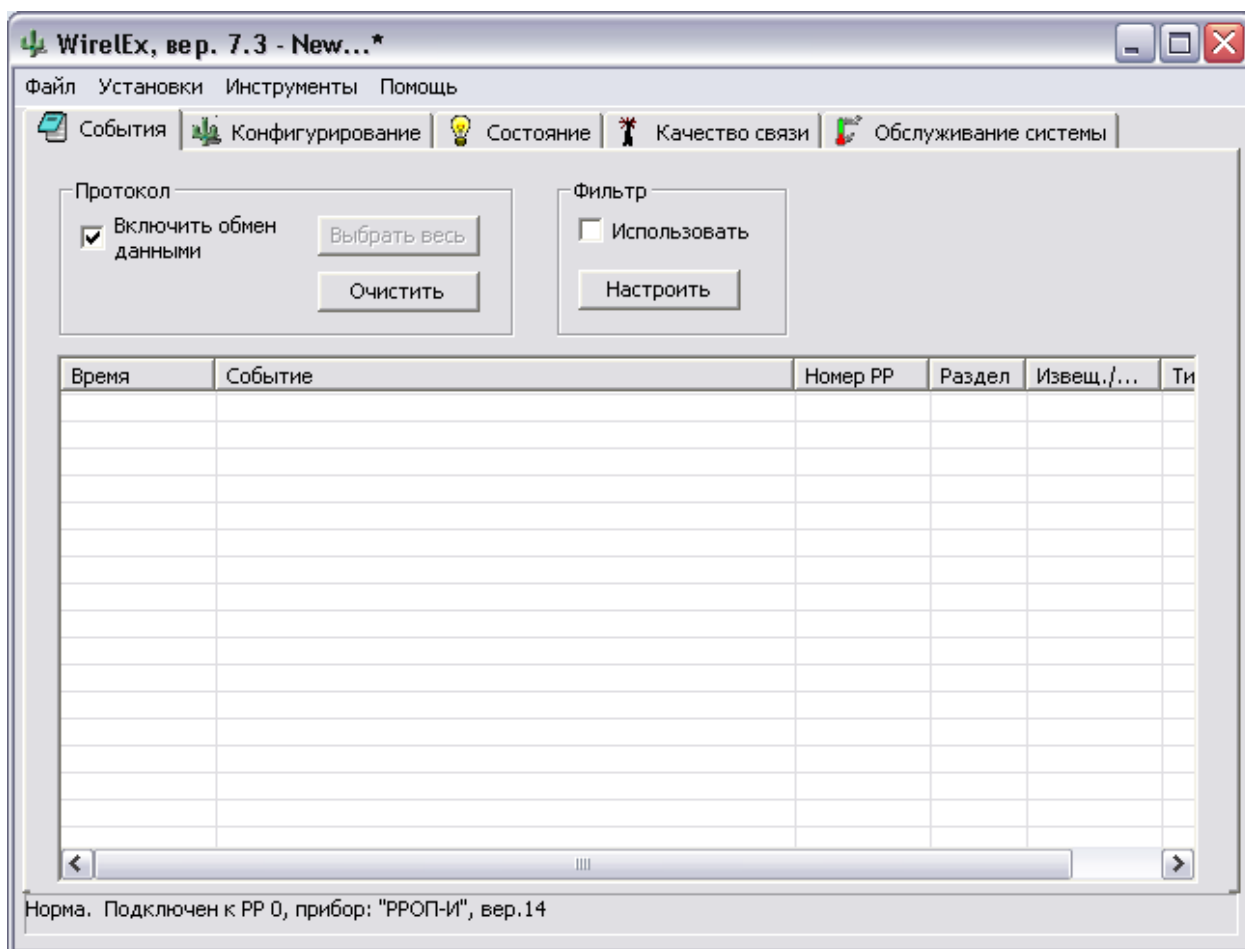 WirelEx, вер. 7.3 - New...*
Файл Установки Инструменты Помощь
События Конфигурирование Состояние Качество связи Обслуживание системы
Протокол
Включить обмен данными
Выбрать весь
Очистить
Фильтр
Использовать
Настроить
Время Событие Номер РР Раздел Извещ./... Ти
Норма. Подключен к РР 0, прибор: "РРОП-И", вер.14